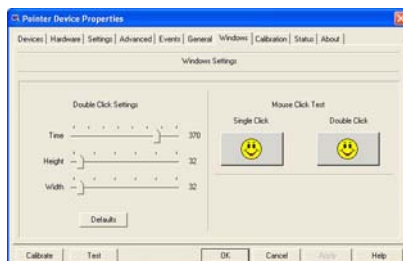 Pointer Device Properties
Devices Hardware Settings Advanced Events General Windows Calibration Status About
Windows Settings
Double Click Settings
Time 370
Height 32
Width 32
Defaults
Mouse Click Test
Single Click Double Click
Calibrate Test OK Cancel Apply Help